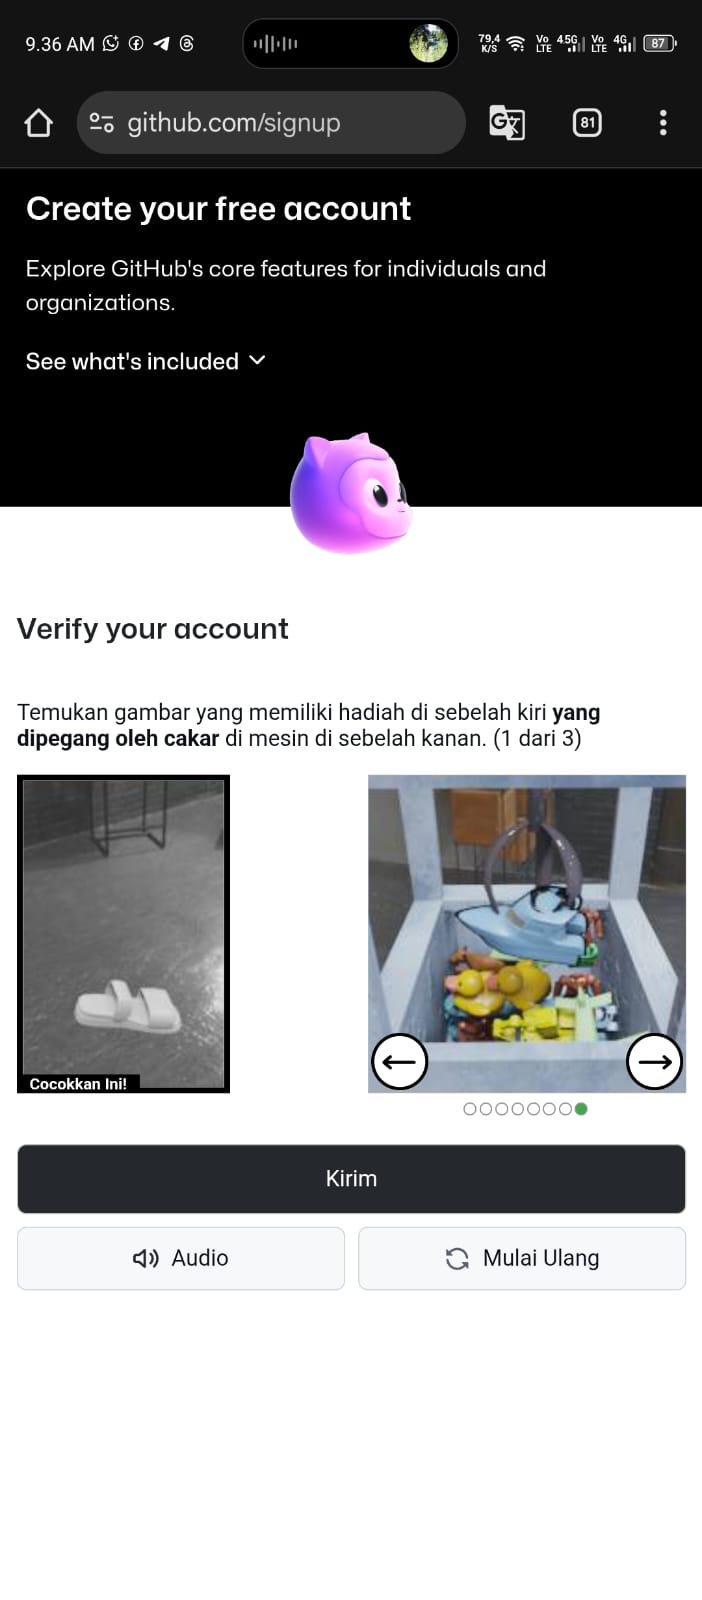 9.36 AM
79,4 K/S
Vo LTE 4.5G Vo LTE 4G 87
github.com/signup
81
Create your free account
Explore GitHub's core features for individuals and
organizations.
See what's included
Verify your account
Temukan gambar yang memiliki hadiah di sebelah kiri yang
dipegang oleh cakar di mesin di sebelah kanan. (1 dari 3)
Cocokkan Ini!
Kirim
Audio
Mulai Ulang